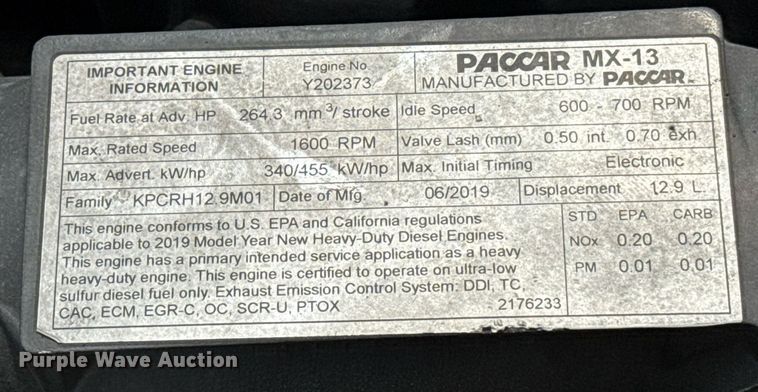 IMPORTANT ENGINE INFORMATION
Engine No. Y202373
PACCAR MX-13
MANUFACTURED BY PACCAR
Fuel Rate at Adv. HP 264.3 mm³/ stroke
Idle Speed 600 - 700 RPM
Max. Rated Speed 1600 RPM
Valve Lash (mm) 0.50 int. 0.70 exh.
Max. Advert. kW/hp 340/455 kW/hp
Max. Initial Timing Electronic
Family KPCRH12.9M01
Date of Mfg. 06/2019
Displacement 12.9 L.
This engine conforms to U.S. EPA and California regulations
applicable to 2019 Model Year New Heavy-Duty Diesel Engines.
This engine has a primary intended service application as a heavy
heavy-duty engine. This engine is certified to operate on ultra-low
sulfur diesel fuel only. Exhaust Emission Control System: DDI, TC,
CAC, ECM, EGR-C, OC, SCR-U, PTOX
2176233
STD EPA CARB
NOx 0.20 0.20
PM 0.01 0.01
Purple Wave Auction